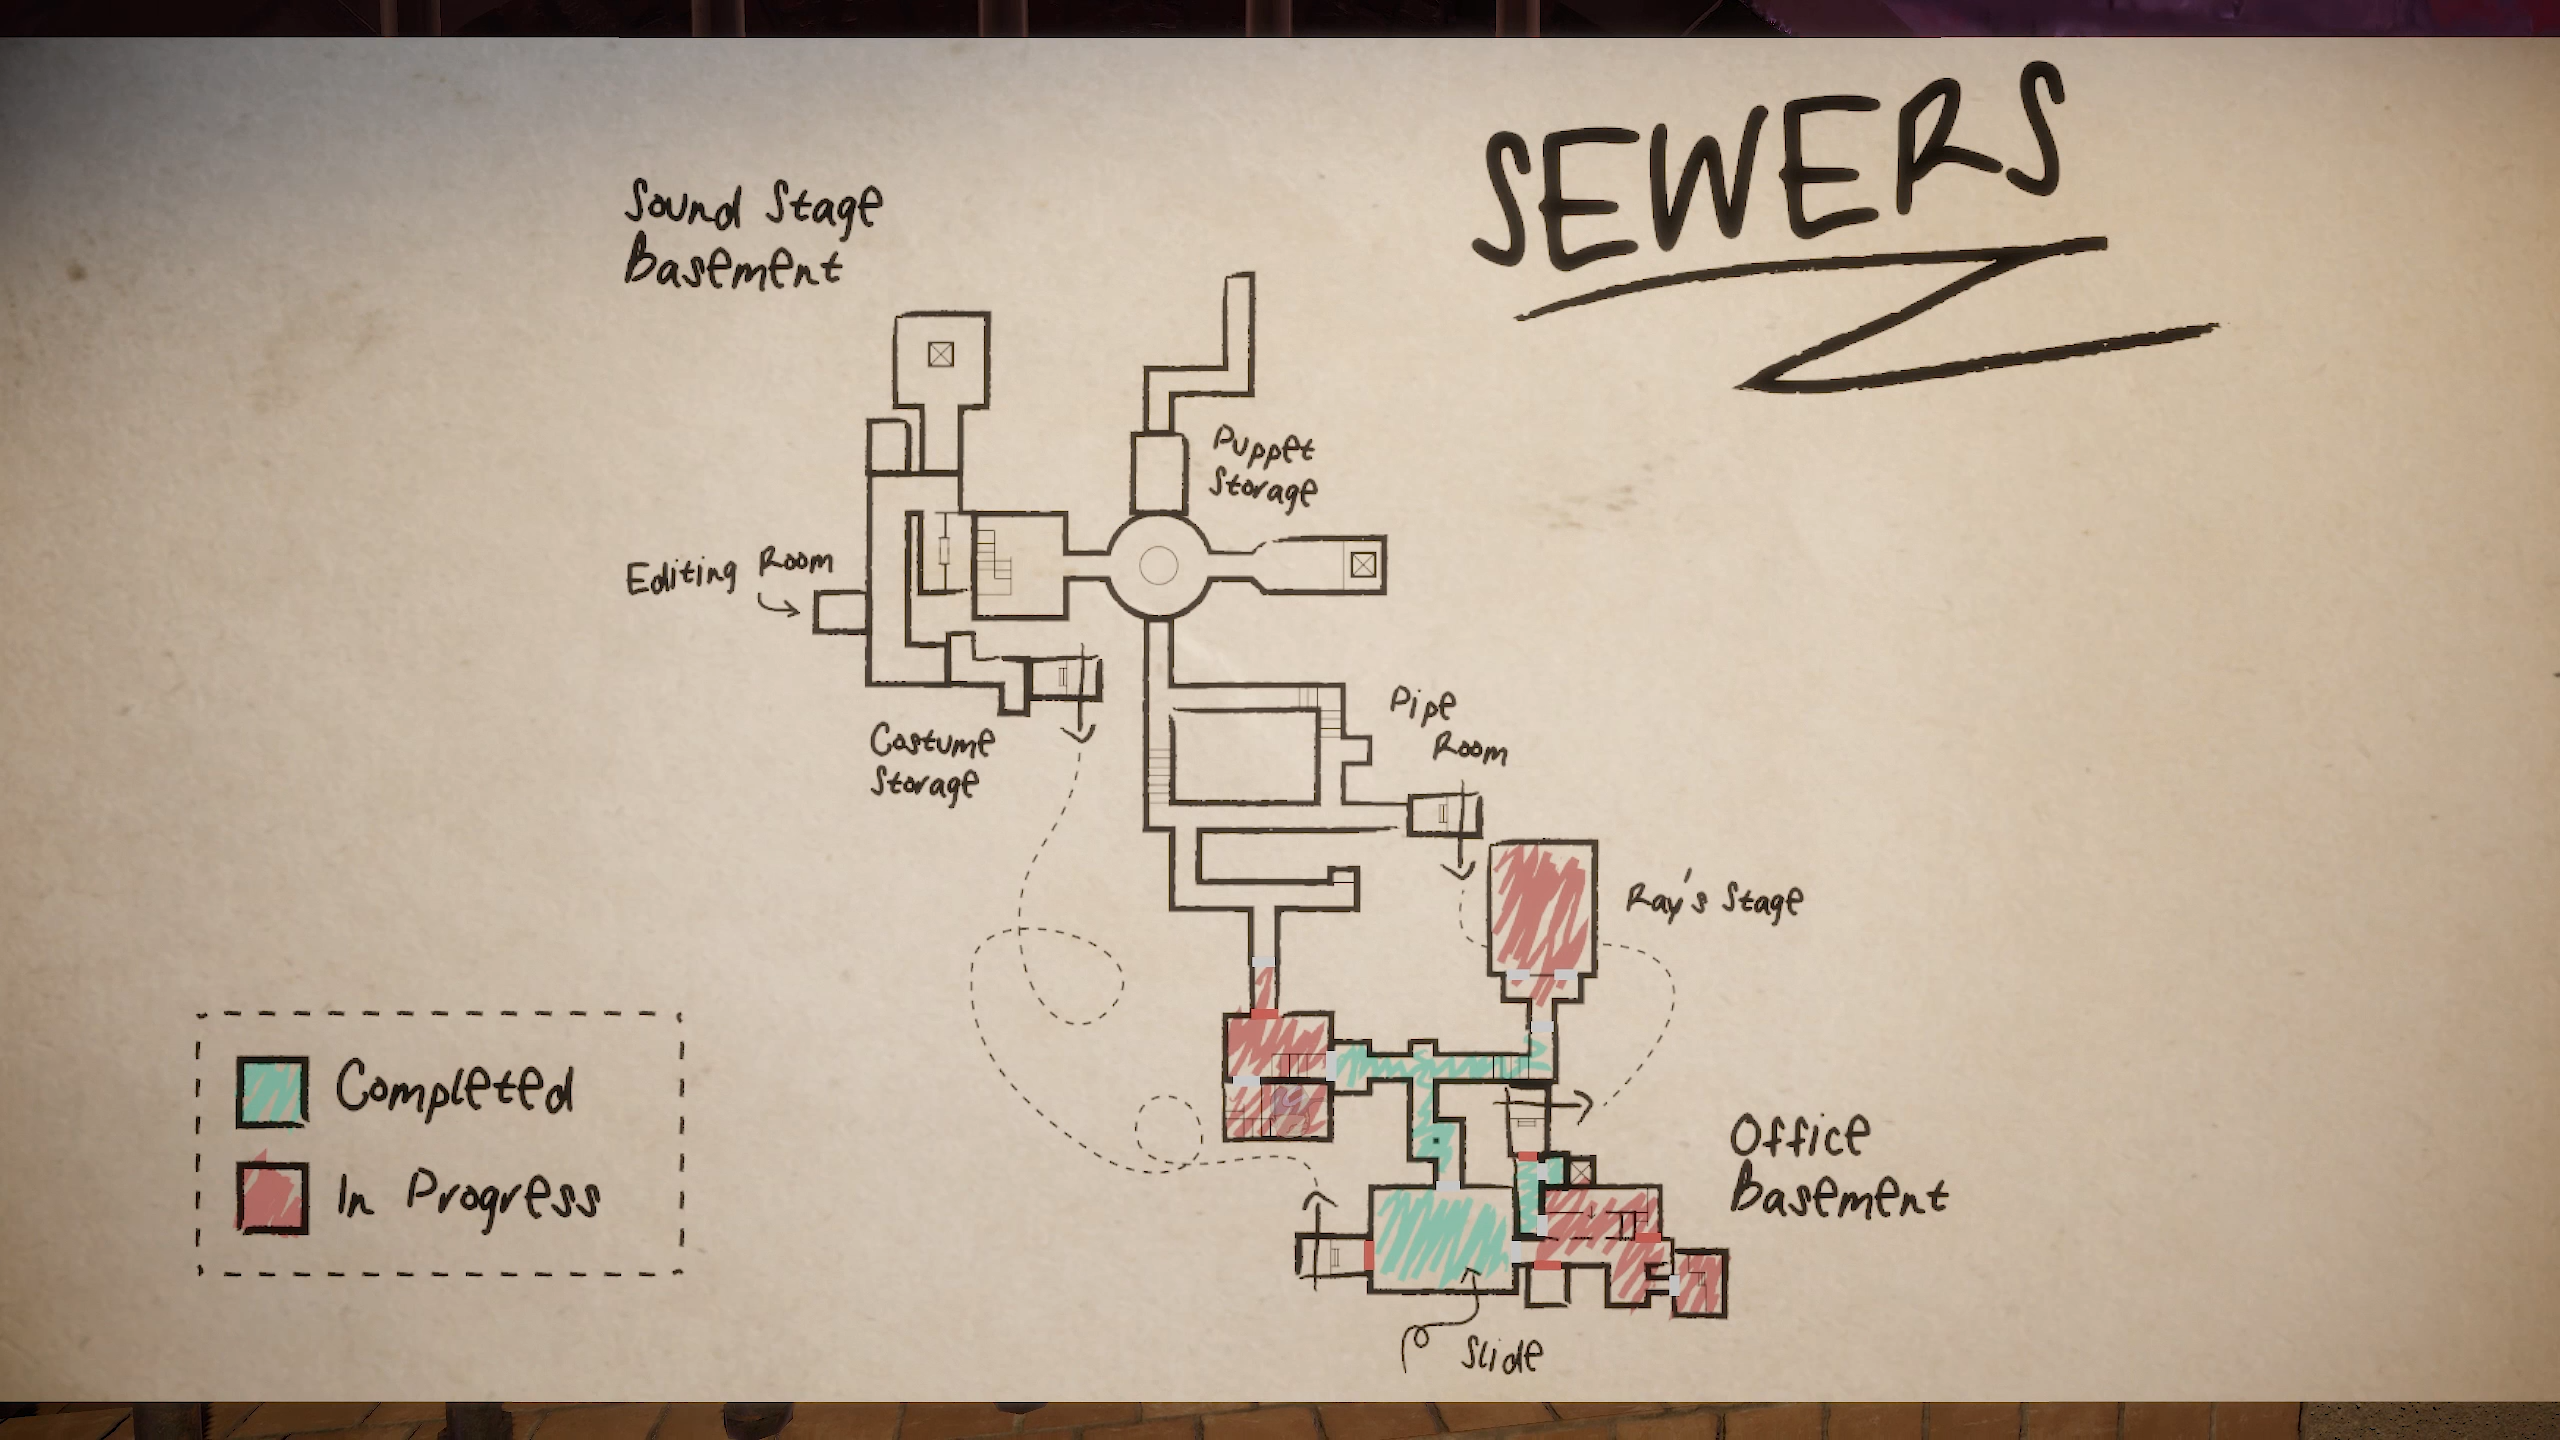 SEWERS
Sound Stage
Basement
Puppet
Storage
Editing Room
Pipe
Room
Costume
Storage
Ray's Stage
Completed
In Progress
Office
Basement
Slide